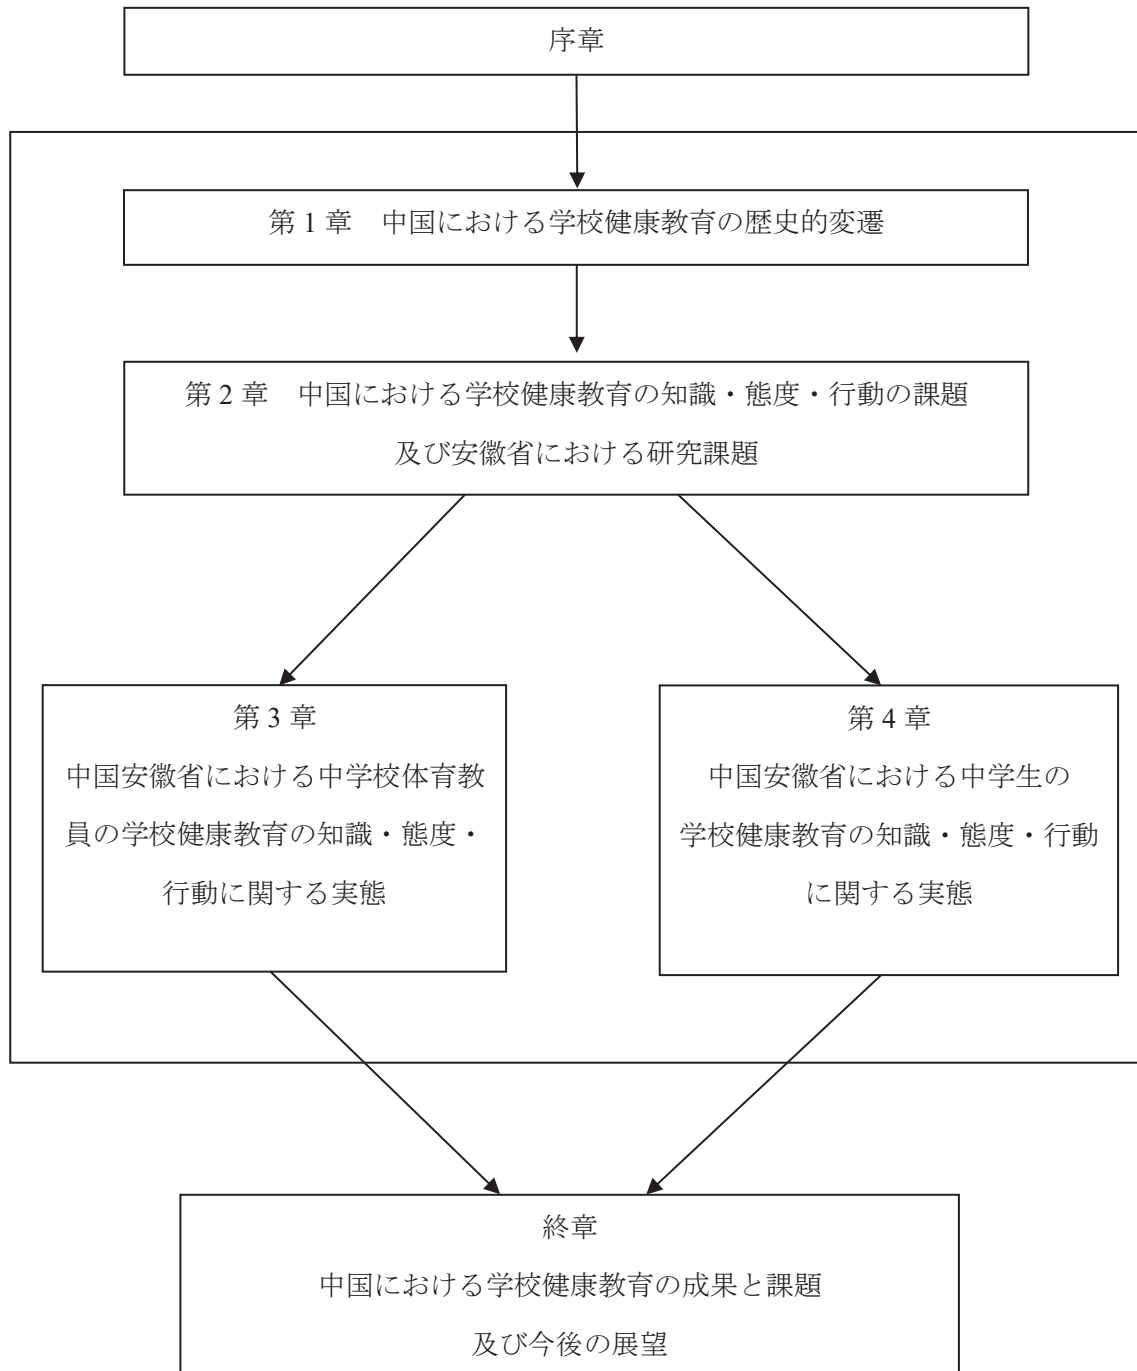 序章
第 1 章　中国における学校健康教育の歴史的変遷
第 2 章　中国における学校健康教育の知識・態度・行動の課題
及び安徽省における研究課題
第 3 章
中国安徽省における中学校体育教
員の学校健康教育の知識・態度・
行動に関する実態
第 4 章
中国安徽省における中学生の
学校健康教育の知識・態度・行動
に関する実態
終章
中国における学校健康教育の成果と課題
及び今後の展望